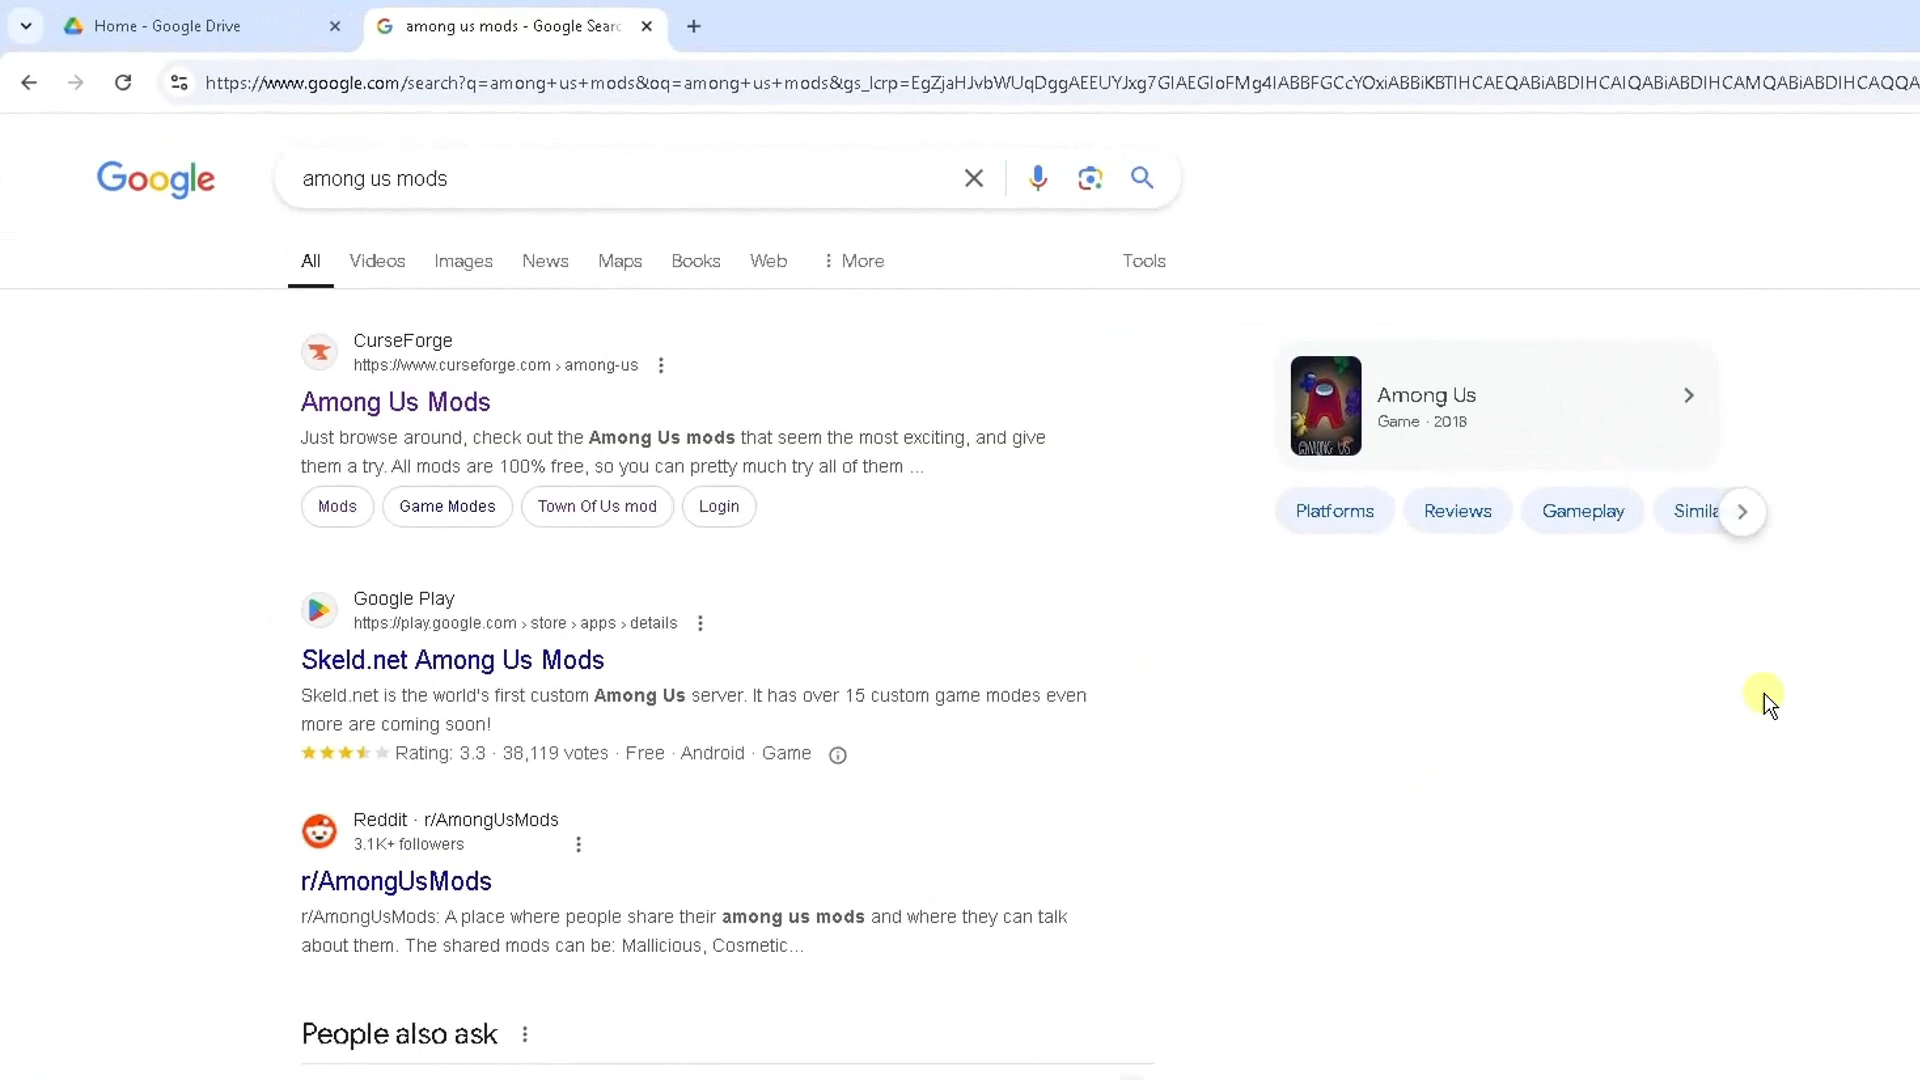 Home - Google Drive
among us mods - Google Searc
https://www.google.com/search?q=among+us+mods&oq=among+us+mods&gs_lcrp=EgZjaHJvbWUqDggAEEUYJxg7GIAEGIoFMg4IABBFGCcYOxiABBiKBTIHCAEQABiABDIHCAIQABiABDIHCAMQABiABDIHCAQQA
Google
among us mods
All Videos Images News Maps Books Web More Tools
CurseForge
https://www.curseforge.com › among-us
Among Us Mods
Just browse around, check out the Among Us mods that seem the most exciting, and give
them a try. All mods are 100% free, so you can pretty much try all of them ...
Mods Game Modes Town Of Us mod Login
Google Play
https://play.google.com › store › apps › details
Skeld.net Among Us Mods
Skeld.net is the world's first custom Among Us server. It has over 15 custom game modes even
more are coming soon!
Rating: 3.3 · 38,119 votes · Free · Android · Game
Reddit · r/AmongUsMods
3.1K+ followers
r/AmongUsMods
r/AmongUsMods: A place where people share their among us mods and where they can talk
about them. The shared mods can be: Mallicious, Cosmetic...
People also ask
AMONG US
Among Us
Game · 2018
Platforms Reviews Gameplay Simila